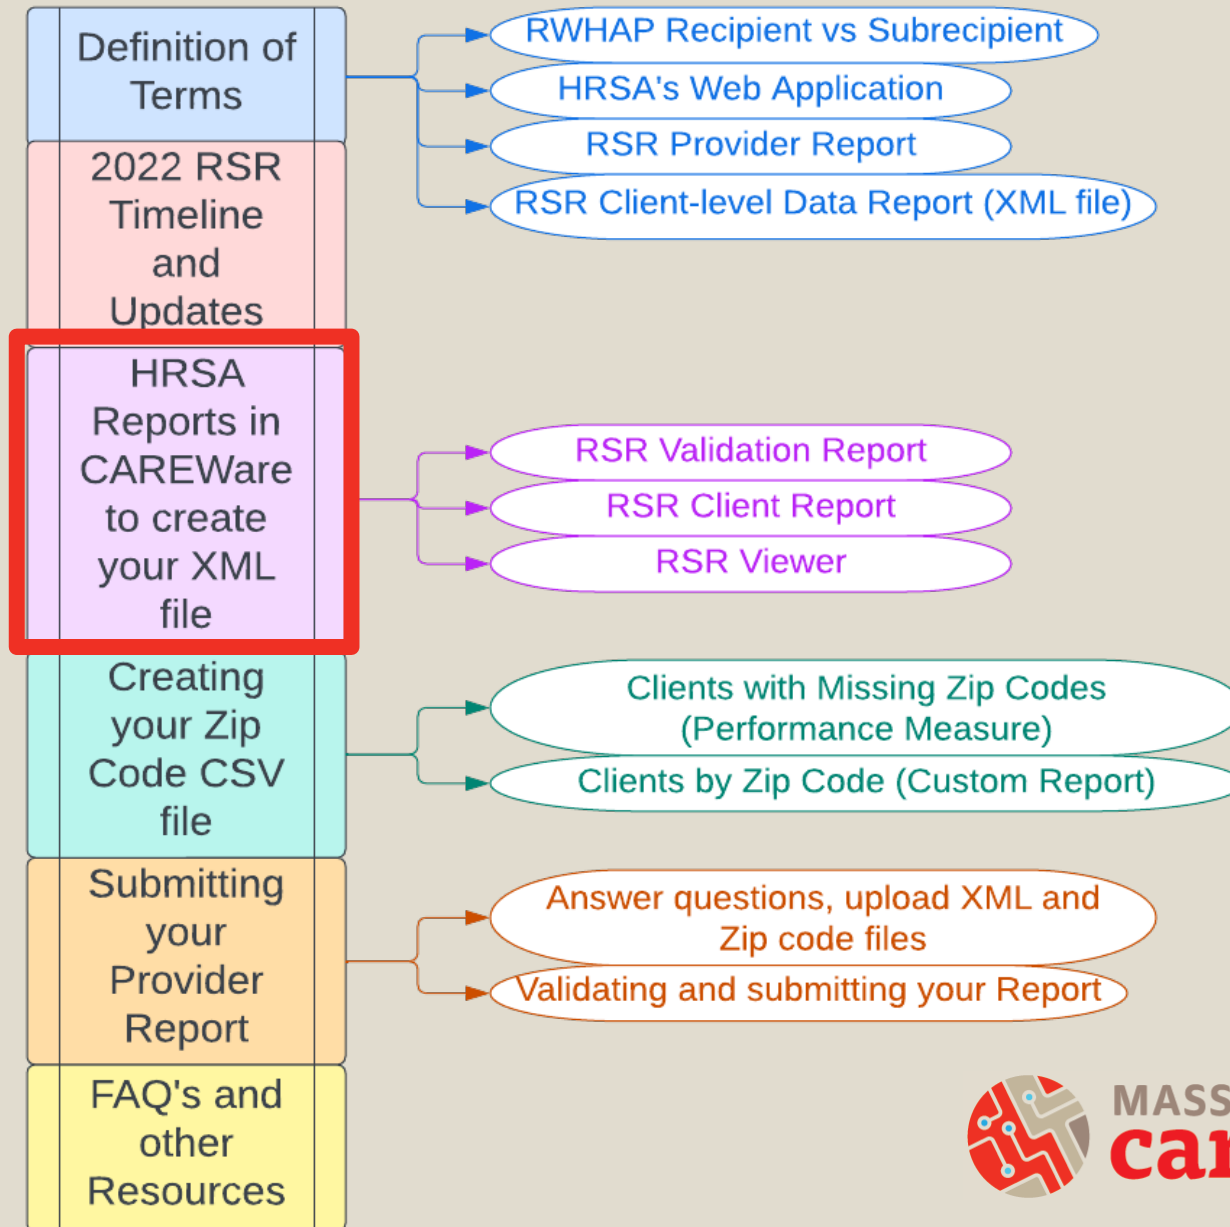 Definition of
Terms
RWHAP Recipient vs Subrecipient
HRSA's Web Application
RSR Provider Report
RSR Client-level Data Report (XML file)
2022 RSR
Timeline
and
Updates
HRSA
Reports in
CAREWare
to create
your XML
file
RSR Validation Report
RSR Client Report
RSR Viewer
Creating
your Zip
Code CSV
file
Clients with Missing Zip Codes
(Performance Measure)
Clients by Zip Code (Custom Report)
Submitting
your
Provider
Report
Answer questions, upload XML and
Zip code files
Validating and submitting your Report
FAQ's and
other
Resources
MASS